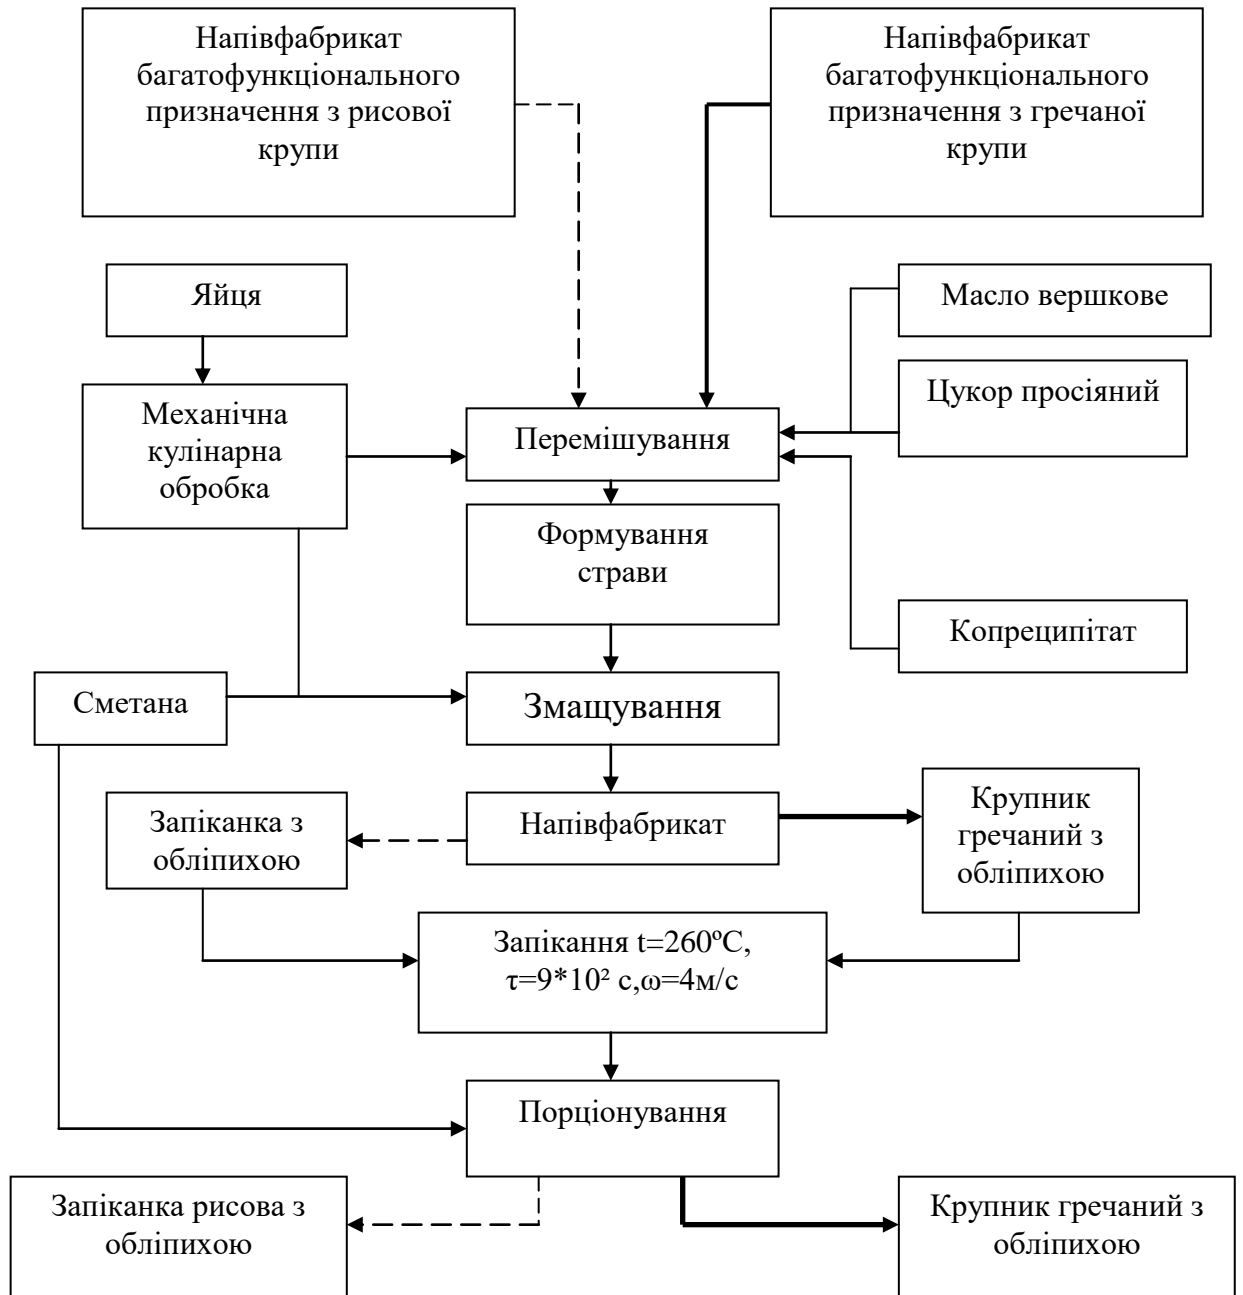 Напівфабрикат
багатофункціонального
призначення з рисової
крупи
Напівфабрикат
багатофункціонального
призначення з гречаної
крупи
Яйця
Масло вершкове
Механічна
кулінарна
обробка
Перемішування
Цукор просіяний
Формування
страви
Копреципітат
Сметана
Змащування
Запіканка з
обліпихою
Напівфабрикат
Крупник
гречаний з
обліпихою
Запікання t=260ºС,
τ=9*10² с,ω=4м/с
Порціонування
Запіканка рисова з
обліпихою
Крупник гречаний з
обліпихою